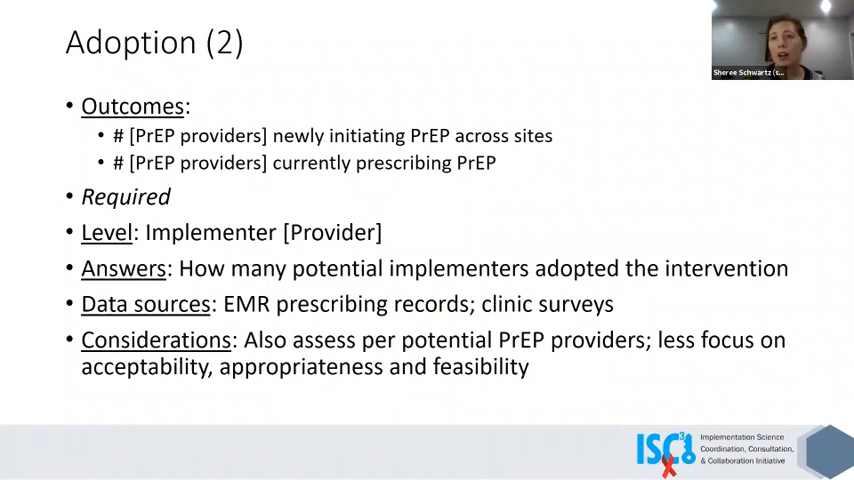 Adoption (2)
Sheree Schwartz (s...
• Outcomes:
• # [PrEP providers] newly initiating PrEP across sites
• # [PrEP providers] currently prescribing PrEP
• Required
• Level: Implementer [Provider]
• Answers: How many potential implementers adopted the intervention
• Data sources: EMR prescribing records; clinic surveys
• Considerations: Also assess per potential PrEP providers; less focus on
acceptability, appropriateness and feasibility
ISC3I
Implementation Science
Coordination, Consultation,
& Collaboration Initiative